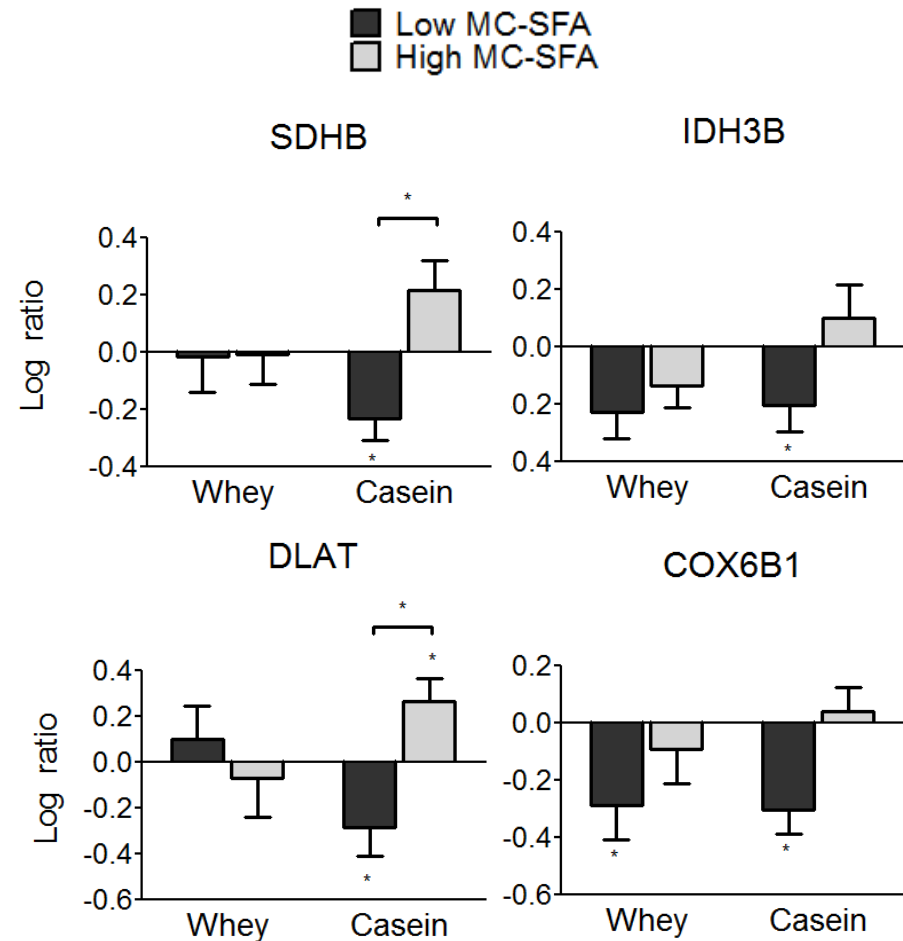 Low MC-SFA
High MC-SFA
SDHB
*
0.4
0.2
0.0
-0.2
-0.4
Log ratio
*
Whey Casein
IDH3B
0.4
0.2
0.0
0.2
0.4
*
Whey Casein
DLAT
*
*
0.4
0.2
0.0
-0.2
-0.4
-0.6
Log ratio
*
Whey Casein
COX6B1
0.2
0.0
-0.2
-0.4
-0.6
* *
Whey Casein